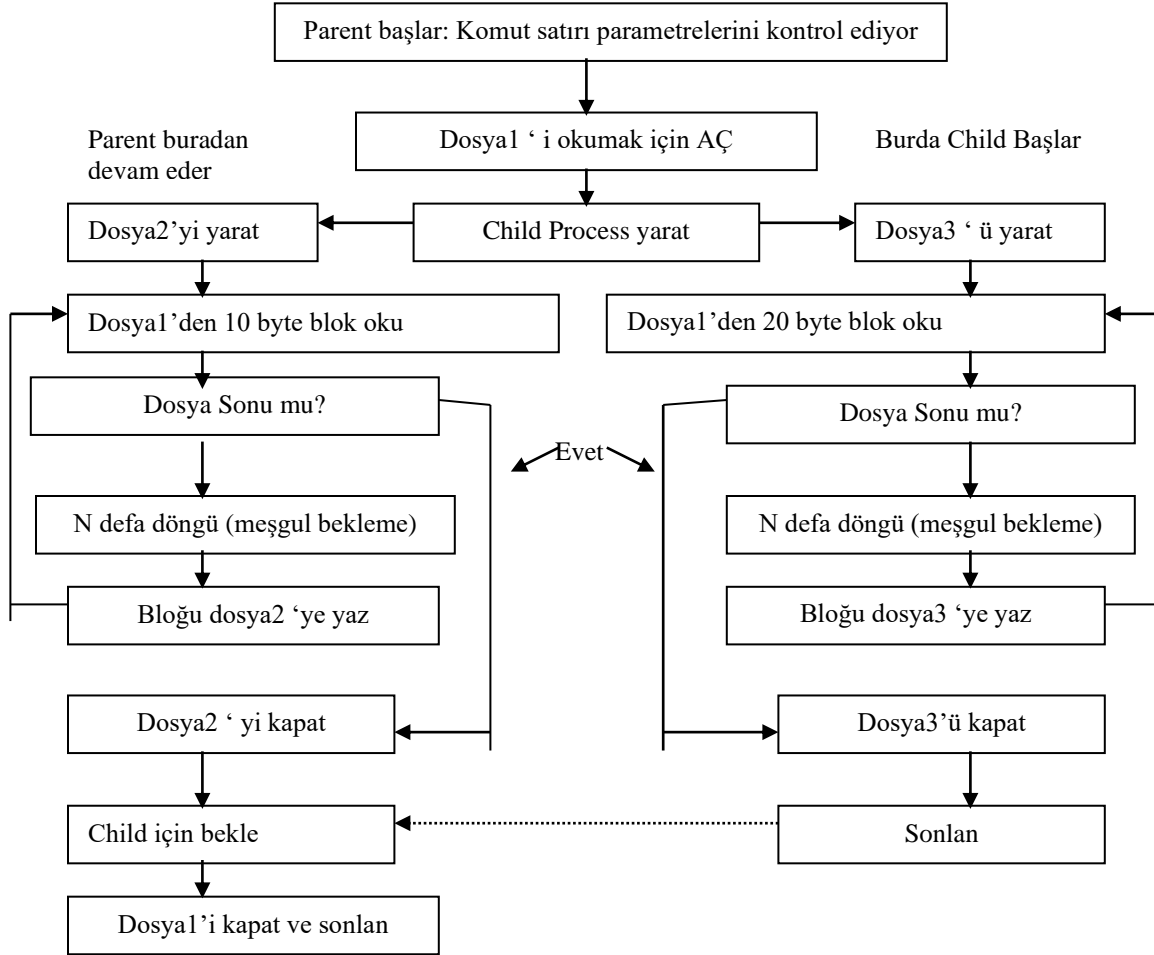 Parent başlar: Komut satırı parametrelerini kontrol ediyor
Dosya1 ‘ i okumak için AÇ
Parent buradan
devam eder
Burda Child Başlar
Dosya2’yi yarat
Child Process yarat
Dosya3 ‘ ü yarat
Dosya1’den 10 byte blok oku
Dosya1’den 20 byte blok oku
Dosya Sonu mu?
Dosya Sonu mu?
Evet
N defa döngü (meşgul bekleme)
N defa döngü (meşgul bekleme)
Bloğu dosya2 ‘ye yaz
Bloğu dosya3 ‘ye yaz
Dosya2 ‘ yi kapat
Dosya3’ü kapat
Child için bekle
Sonlan
Dosya1’i kapat ve sonlan